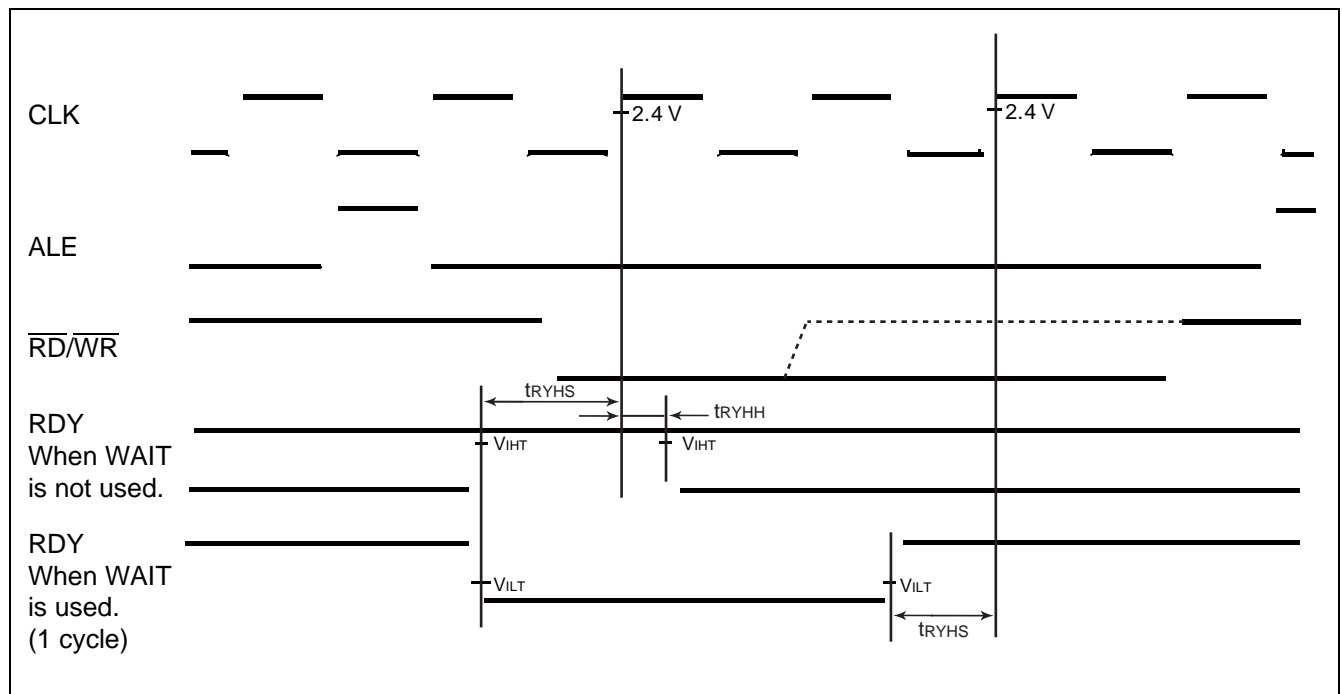 CLK
2.4 V
2.4 V
ALE
RD/WR
tRYHS
tRYHH
RDY
When WAIT
is not used.
VIHT
VIHT
RDY
When WAIT
is used.
(1 cycle)
VILT
VILT
tRYHS